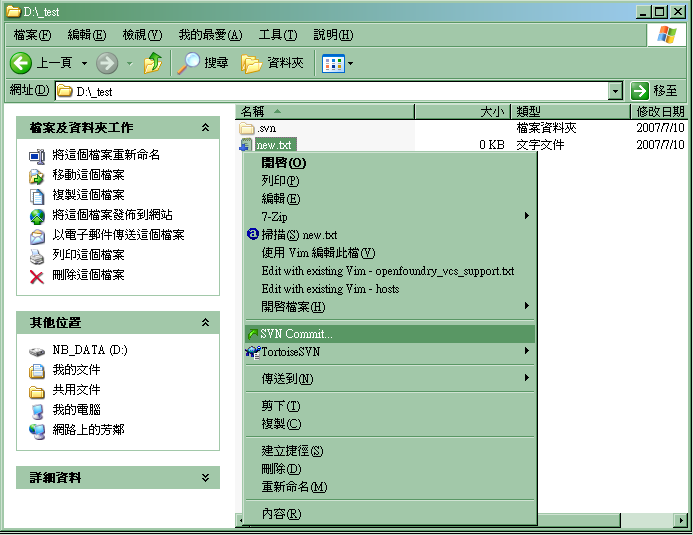 D:\_test
檔案(F) 編輯(E) 檢視(V) 我的最愛(A) 工具(T) 說明(H)
上一頁 搜尋 資料夾
網址(D) D:\_test 移至
檔案及資料夾工作
將這個檔案重新命名
移動這個檔案
複製這個檔案
將這個檔案發佈到網站
以電子郵件傳送這個檔案
列印這個檔案
刪除這個檔案
其他位置
NB_DATA (D:)
我的文件
共用文件
我的電腦
網路上的芳鄰
詳細資料
名稱 大小 類型 修改日期
.svn 檔案資料夾 2007/7/10
new.txt 0 KB 文字文件 2007/7/10
開啓(O)
列印(P)
編輯(E)
7-Zip
掃描(S) new.txt
使用 Vim 編輯此檔(V)
Edit with existing Vim - openfoundry_vcs_support.txt
Edit with existing Vim - hosts
開啓檔案(H)
SVN Commit...
TortoiseSVN
傳送到(N)
剪下(T)
複製(C)
建立捷徑(S)
刪除(D)
重新命名(M)
內容(R)